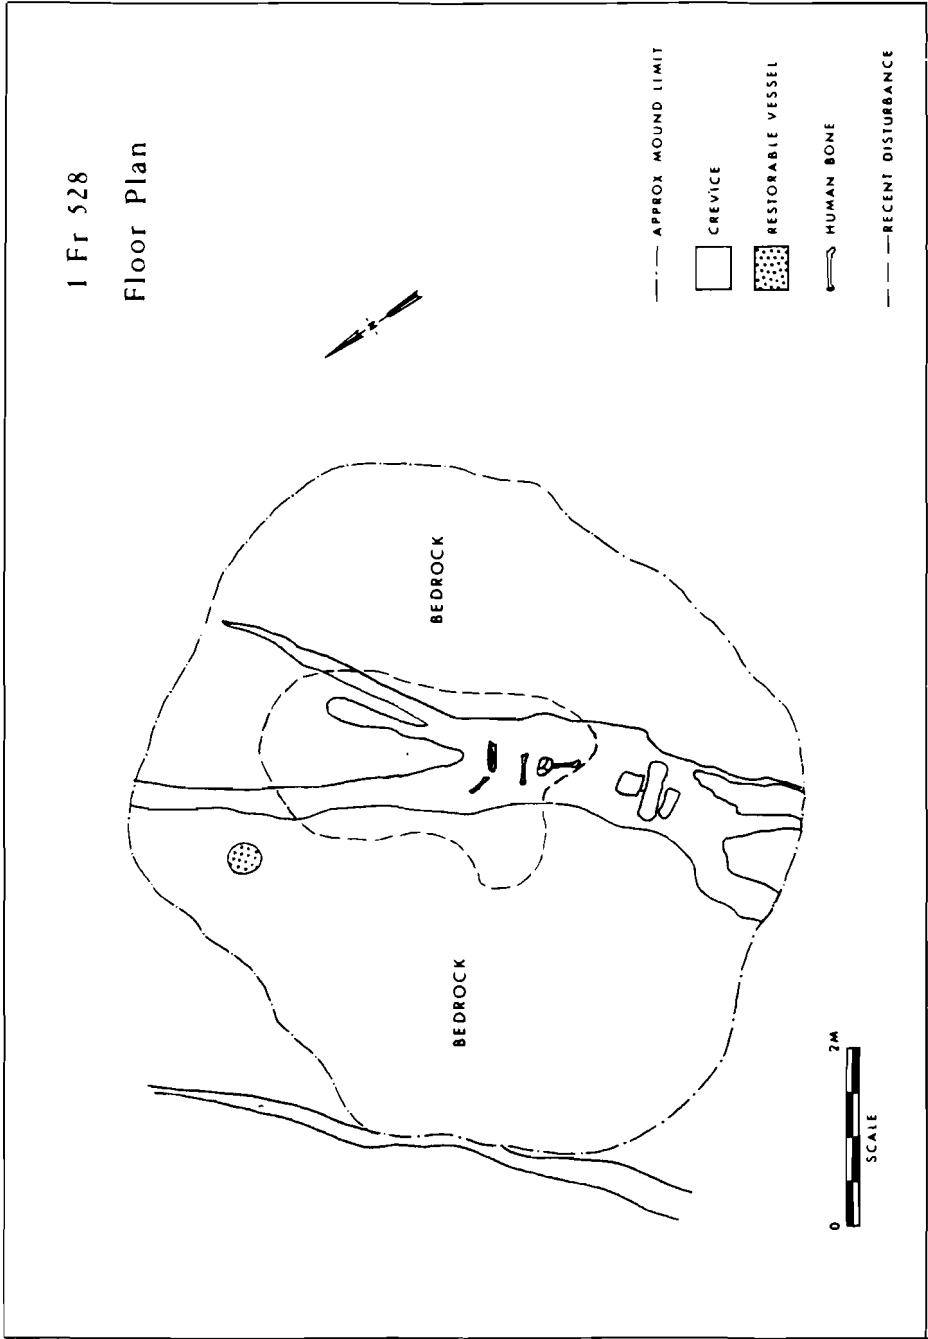 1 Fr 528
Floor Plan
BEDROCK
BEDROCK
APPROX MOUND LIMIT
CREVICE
RESTORABLE VESSEL
HUMAN BONE
RECENT DISTURBANCE
0 2M
SCALE